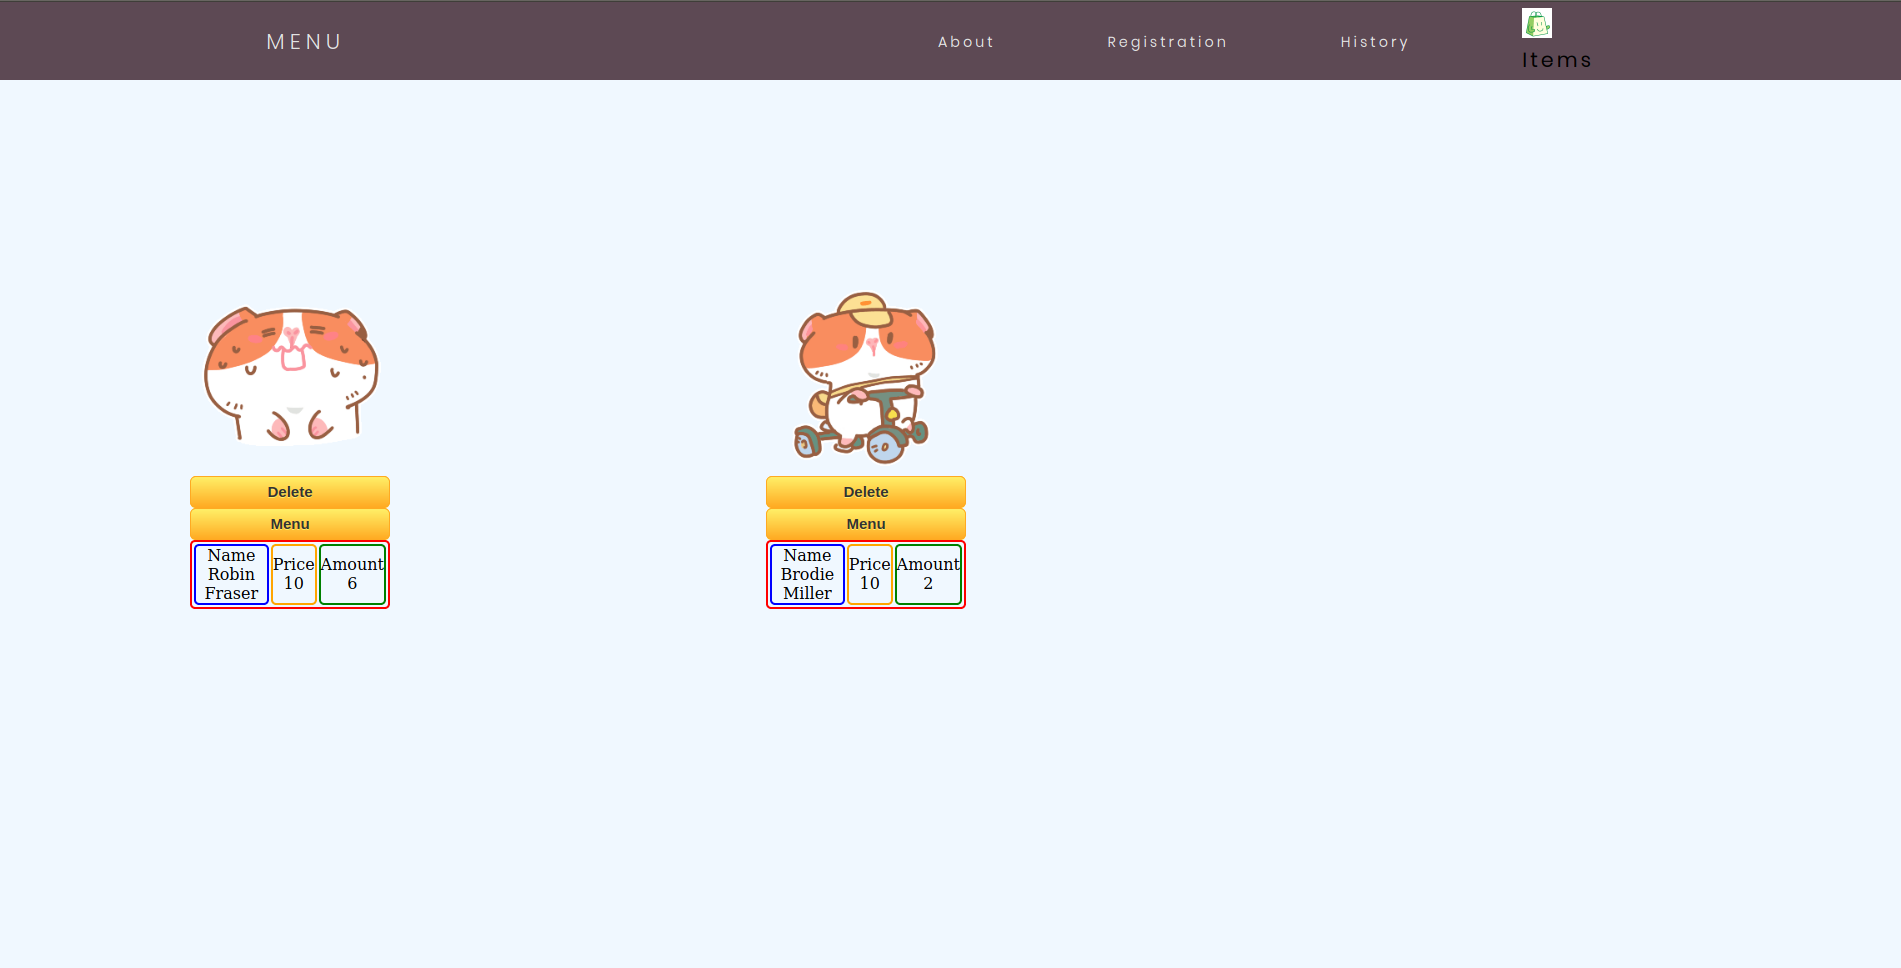 MENU
About
Registration
History
Items
Delete
Menu
Name
Robin
Fraser
Price
10
Amount
6
Delete
Menu
Name
Brodie
Miller
Price
10
Amount
2